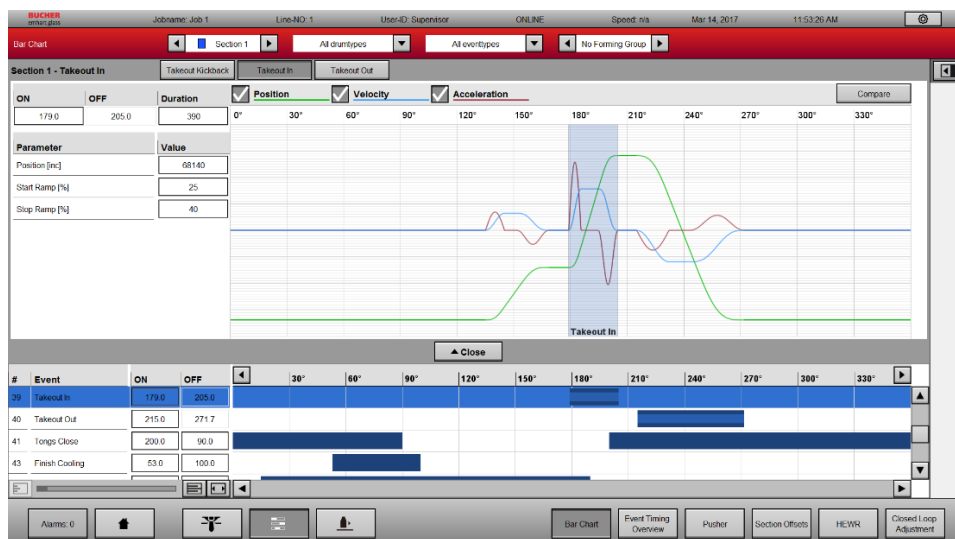 BUCHER
emhart glass
Jobname: Job 1 Line-NO: 1 User-ID: Supervisor ONLINE Speed: n/a Mar 14, 2017 11:53:26 AM
Bar Chart Section 1 All drumtypes All eventtypes No Forming Group
Section 1 - Takeout In Takeout Kickback Takeout In Takeout Out
ON OFF Duration Position Velocity Acceleration Compare
179.0 205.0 390 0° 30° 60° 90° 120° 150° 180° 210° 240° 270° 300° 330°
Parameter Value
Position [inc] 68140
Start Ramp [%] 25
Stop Ramp [%] 40
Takeout In
Close
# Event ON OFF 30° 60° 90° 120° 150° 180° 210° 240° 270° 300° 330°
39 Takeout In 179.0 205.0
40 Takeout Out 215.0 271.7
41 Tongs Close 200.0 90.0
43 Finish Cooling 53.0 100.0
Alarms: 0 Bar Chart Event Timing Overview Pusher Section Offsets HEWR Closed Loop Adjustment